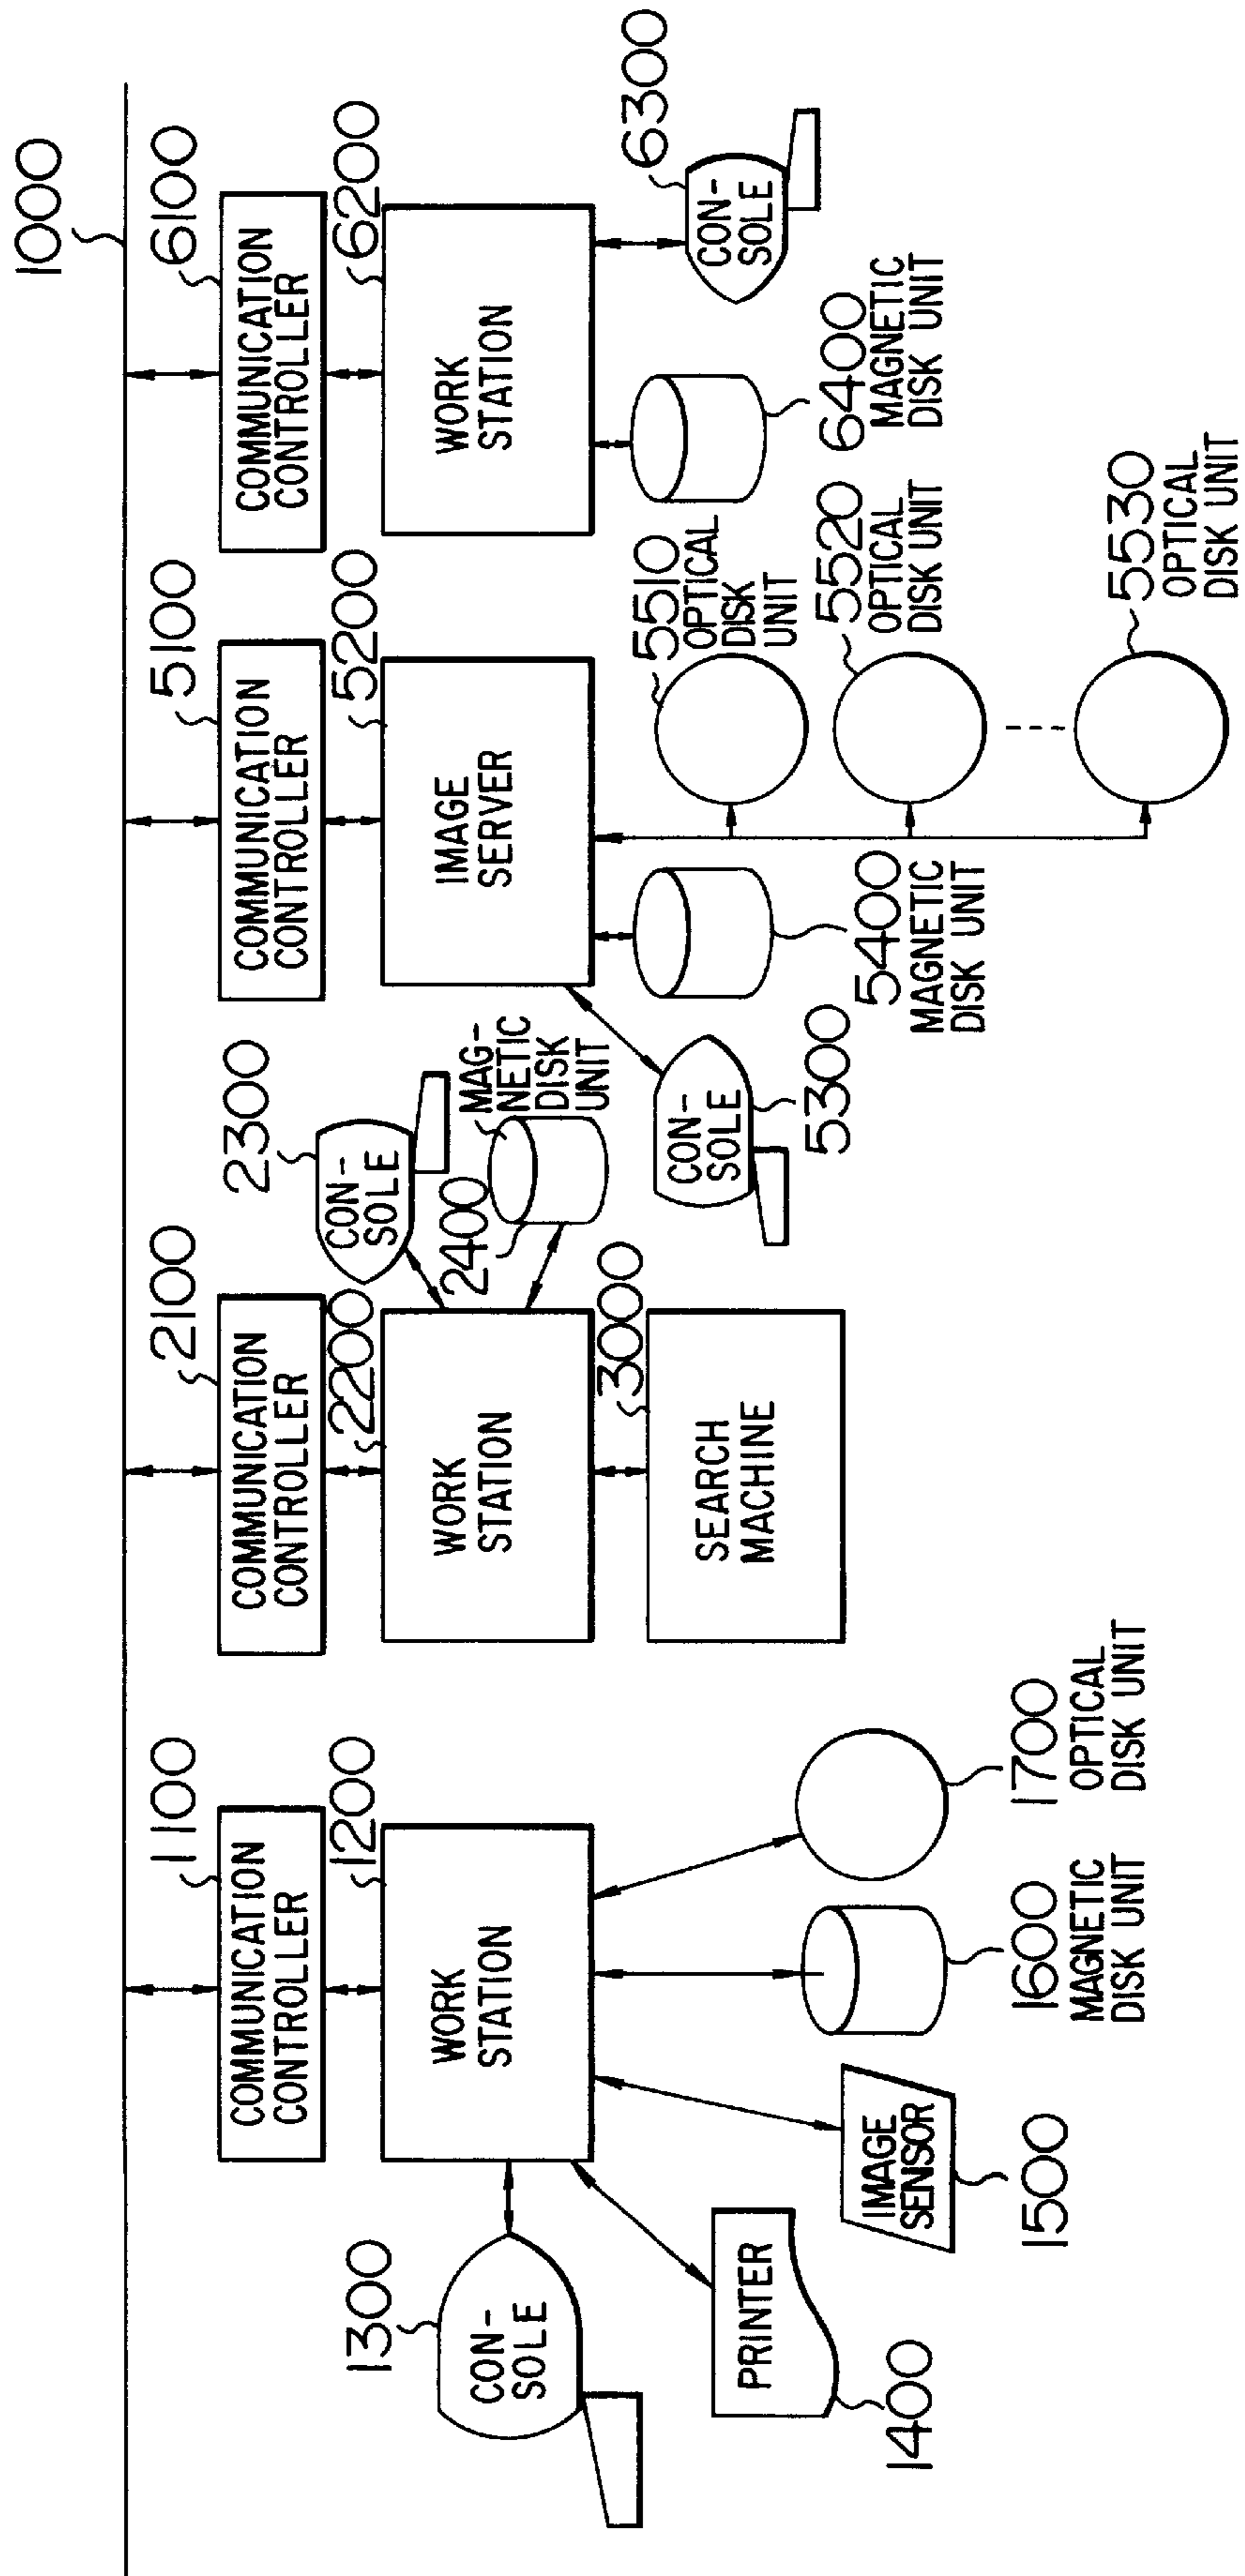 1000
1100
COMMUNICATION
CONTROLLER
1200
WORK
STATION
1300
CON-
SOLE
PRINTER
1400
IMAGE
SENSOR
1500
1600
MAGNETIC
DISK UNIT
1700
OPTICAL
DISK UNIT
2100
COMMUNICATION
CONTROLLER
2200
WORK
STATION
2300
CON-
SOLE
2400
MAG-
NETIC
DISK
UNIT
3000
SEARCH
MACHINE
5100
COMMUNICATION
CONTROLLER
5200
IMAGE
SERVER
CON-
SOLE
5300
5400
MAGNETIC
DISK UNIT
5510
OPTICAL
DISK
UNIT
5520
OPTICAL
DISK UNIT
5530
OPTICAL
DISK UNIT
6100
COMMUNICATION
CONTROLLER
6200
WORK
STATION
6300
CON-
SOLE
6400
MAGNETIC
DISK UNIT